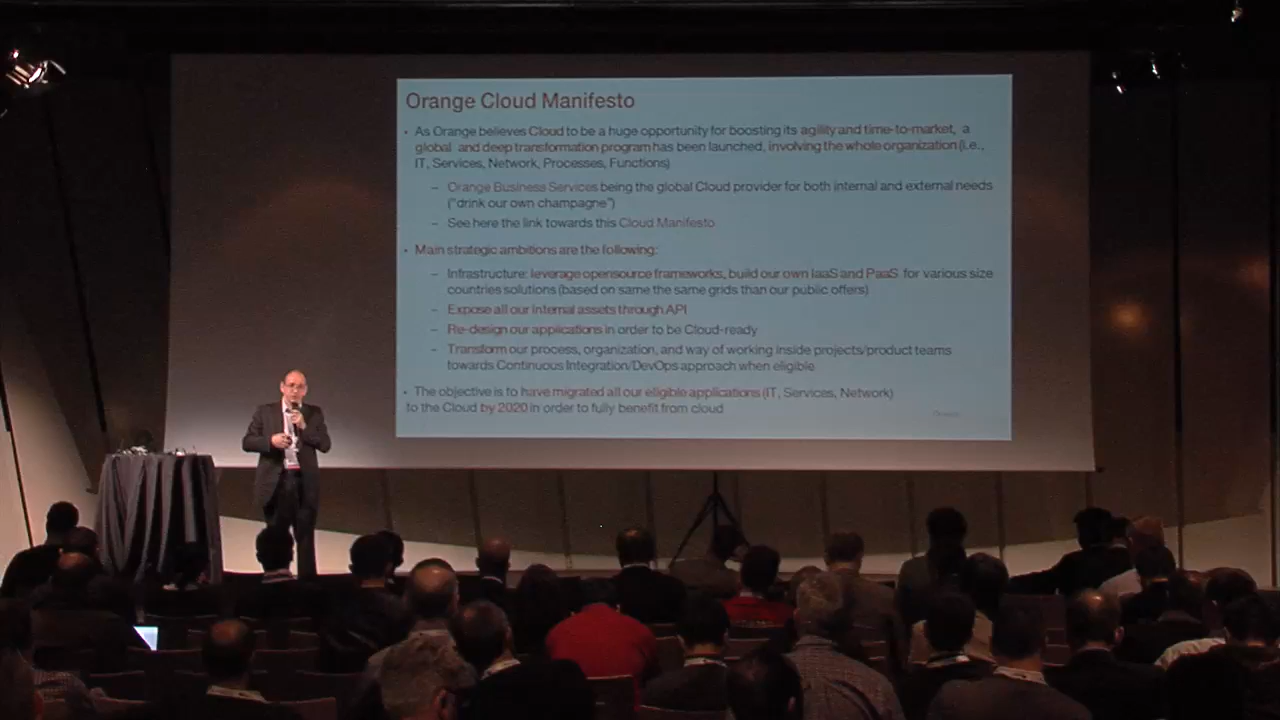 Orange Cloud Manifesto
• As Orange believes Cloud to be a huge opportunity for boosting its agility and time-to-market, a
global and deep transformation program has been launched, involving the whole organization (i.e.,
IT, Services, Network, Processes, Functions)
– Orange Business Services being the global Cloud provider for both internal and external needs
("drink our own champagne")
– See here the link towards this Cloud Manifesto
• Main strategic ambitions are the following:
– Infrastructure: leverage opensource frameworks, build our own IaaS and PaaS for various size
countries solutions (based on same the same grids than our public offers)
– Expose all our internal assets through API
– Re-design our applications in order to be Cloud-ready
– Transform our process, organization, and way of working inside projects/product teams
towards Continuous Integration/DevOps approach when eligible
• The objective is to have migrated all our eligible applications (IT, Services, Network)
to the Cloud by 2020 in order to fully benefit from cloud